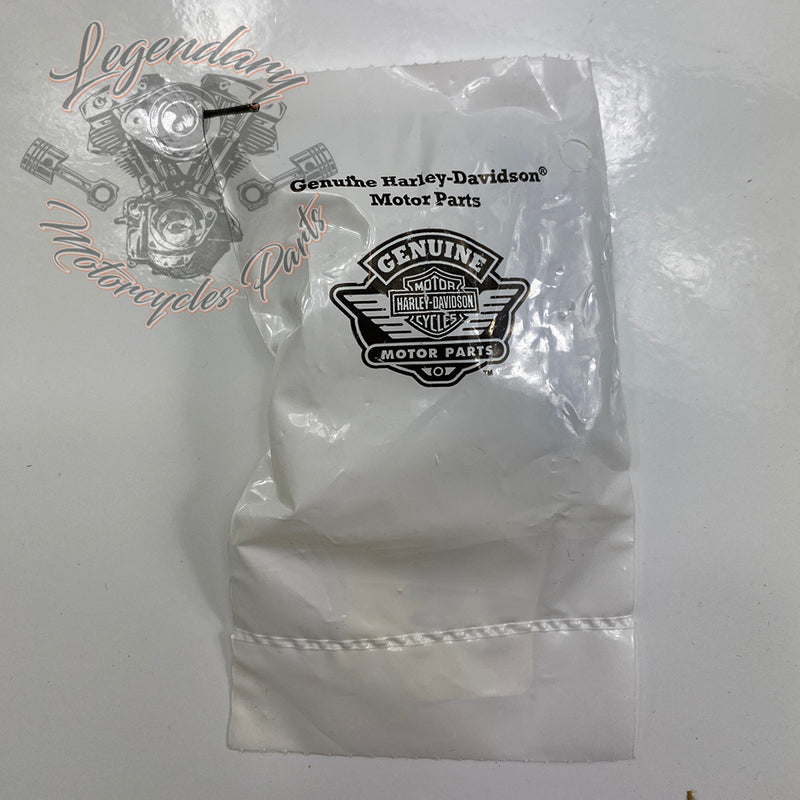 Legendary
Motorcycles Parts
Genuine Harley-Davidson®
Motor Parts
GENUINE
MOTOR
HARLEY-DAVIDSON
CYCLES
MOTOR PARTS
TM